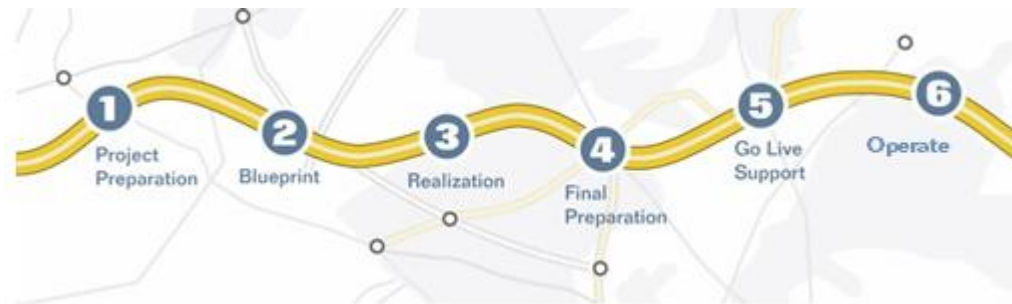 1
Project
Preparation
2
Blueprint
3
Realization
4
Final
Preparation
5
Go Live
Support
6
Operate